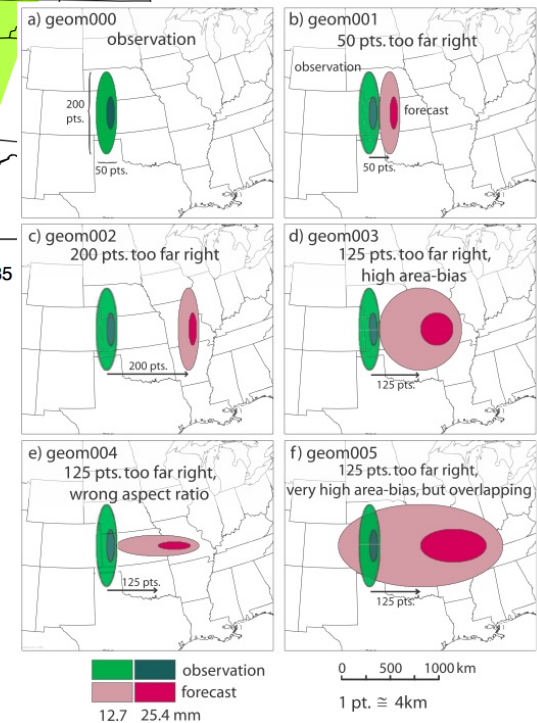 a) geom000
observation
200
pts.
50 pts.
b) geom001
50 pts. too far right
observation
forecast
50 pts.
c) geom002
200 pts. too far right
200 pts.
d) geom003
125 pts. too far right,
high area-bias
125 pts.
35
e) geom004
125 pts. too far right,
wrong aspect ratio
125 pts.
f) geom005
125 pts. too far right,
very high area-bias, but overlapping
125 pts.
observation
forecast
12.7 25.4 mm
0 500 1000 km
1 pt. ≅ 4km